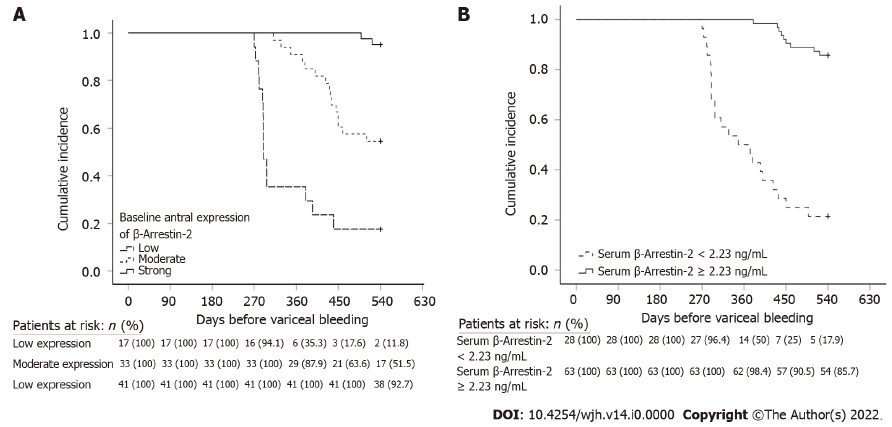 A
Cumulative incidence
1.0
0.8
0.6
0.4
0.2
0.0
Baseline antral expression
of β-Arrestin-2
Low
Moderate
Strong
0 90 180 270 360 450 540 630
Days before variceal bleeding
Patients at risk: n (%)
Low expression 17 (100) 17 (100) 17 (100) 16 (94.1) 6 (35.3) 3 (17.6) 2 (11.8)
Moderate expression 33 (100) 33 (100) 33 (100) 33 (100) 29 (87.9) 21 (63.6) 17 (51.5)
Low expression 41 (100) 41 (100) 41 (100) 41 (100) 41 (100) 41 (100) 38 (92.7)
B
Cumulative incidence
1.0
0.8
0.6
0.4
0.2
0.0
Serum β-Arrestin-2 < 2.23 ng/mL
Serum β-Arrestin-2 ≥ 2.23 ng/mL
0 90 180 270 360 450 540 630
Days before variceal bleeding
Patients at risk: n (%)
Serum β-Arrestin-2 28 (100) 28 (100) 28 (100) 27 (96.4) 14 (50) 7 (25) 5 (17.9)
< 2.23 ng/mL
Serum β-Arrestin-2 63 (100) 63 (100) 63 (100) 63 (100) 62 (98.4) 57 (90.5) 54 (85.7)
≥ 2.23 ng/mL
DOI: 10.4254/wjh.v14.i0.0000 Copyright ©The Author(s) 2022.